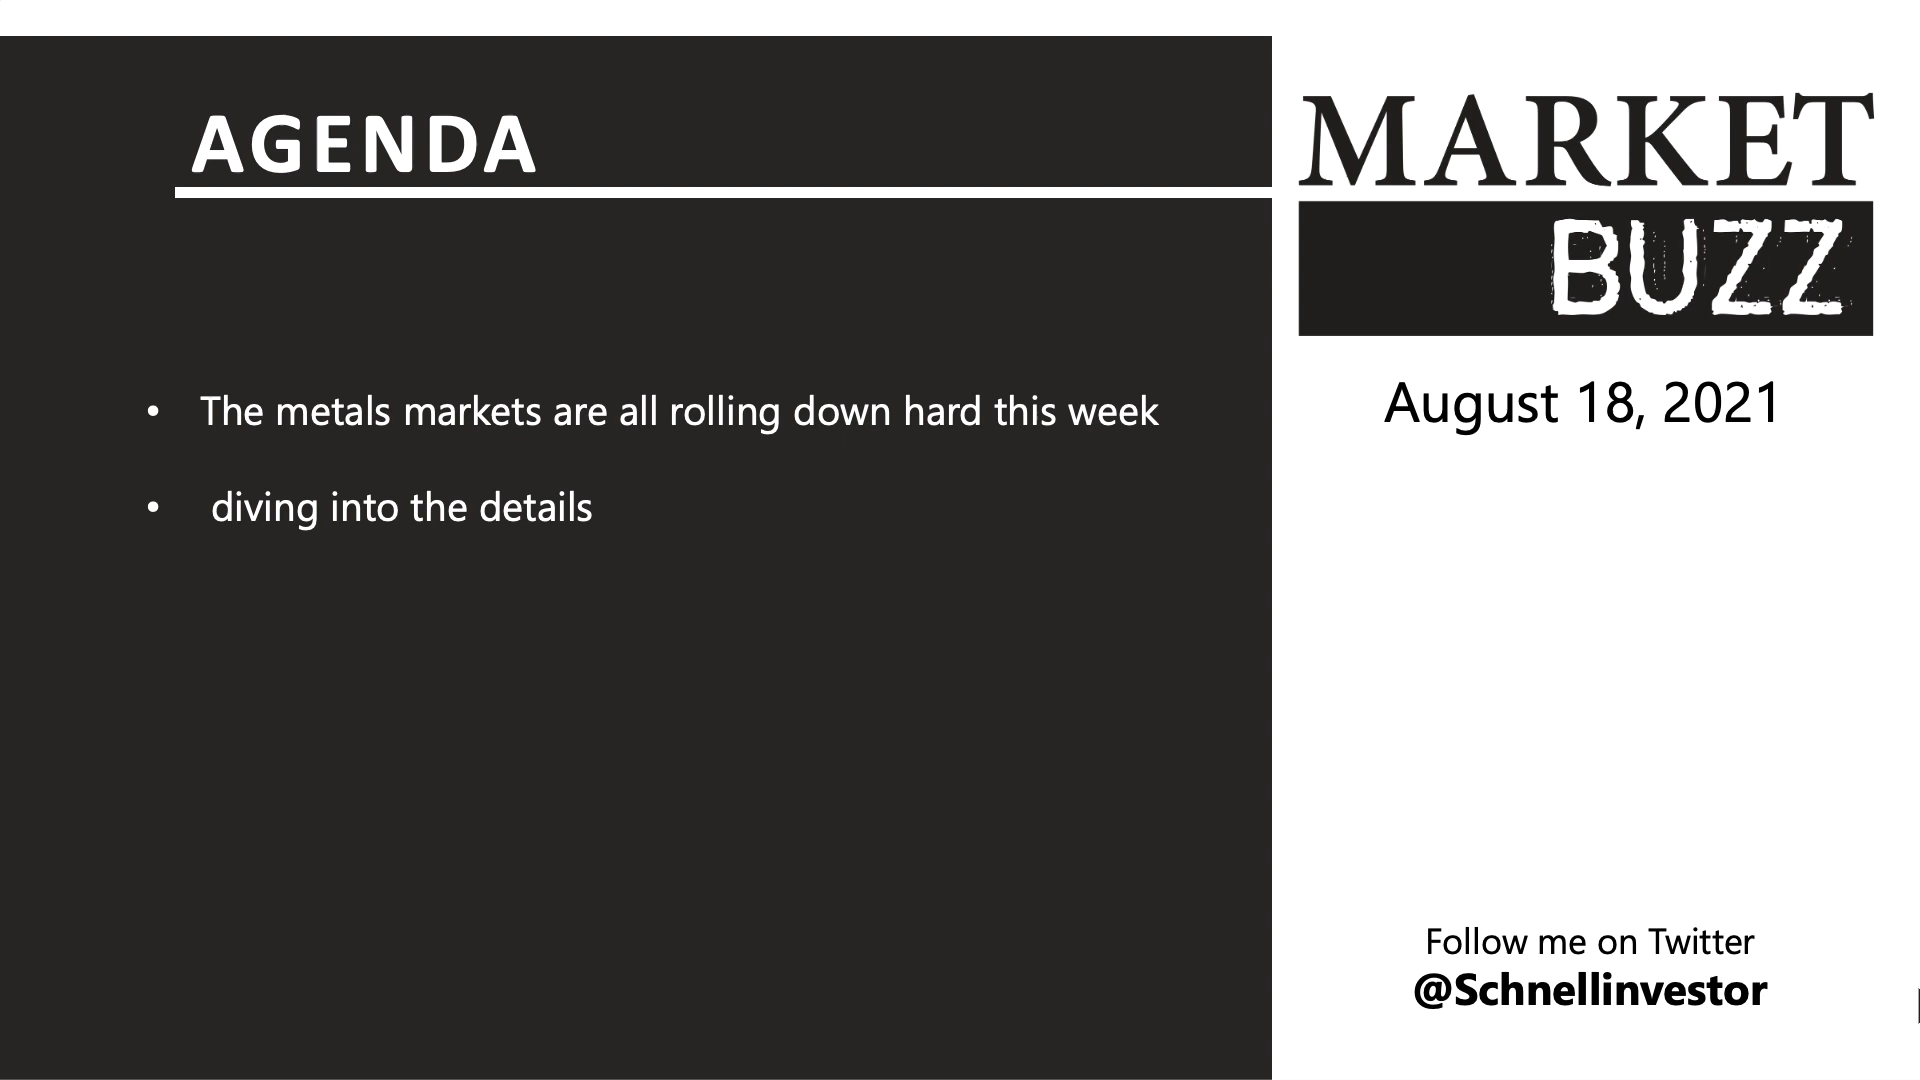 AGENDA
• The metals markets are all rolling down hard this week
• diving into the details
MARKET
BUZZ
August 18, 2021
Follow me on Twitter
@Schnellinvestor